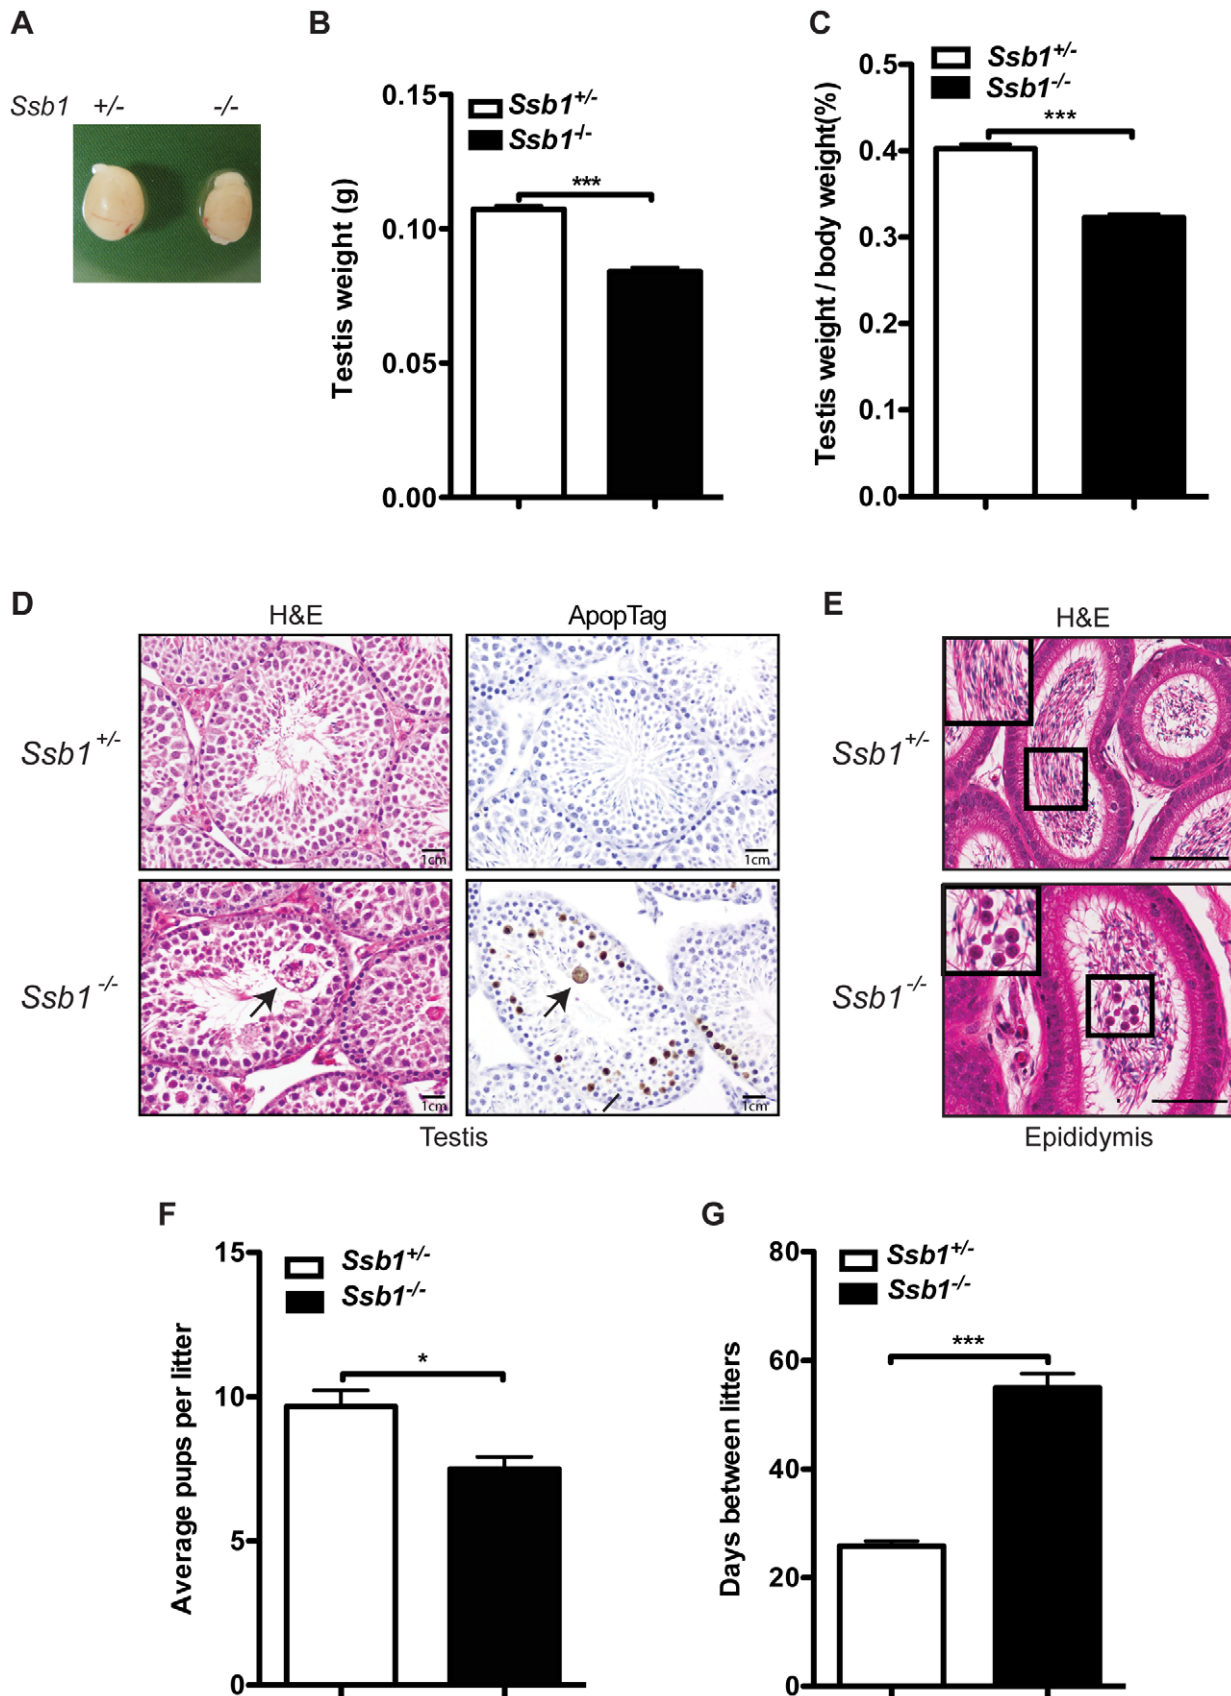 A
Ssb1 +/- -/-
B
Ssb1+/-
Ssb1-/-
***
Testis weight (g)
0.15
0.10
0.05
0.00
C
Ssb1+/-
Ssb1-/-
***
Testis weight / body weight(%)
0.5
0.4
0.3
0.2
0.1
0.0
D
H&E ApopTag
Ssb1+/-
1cm 1cm
Ssb1-/-
1cm 1cm
Testis
E
H&E
Ssb1+/-
Ssb1-/-
Epididymis
F
Ssb1+/-
Ssb1-/-
*
Average pups per litter
15
10
5
0
G
Ssb1+/-
Ssb1-/-
***
Days between litters
80
60
40
20
0